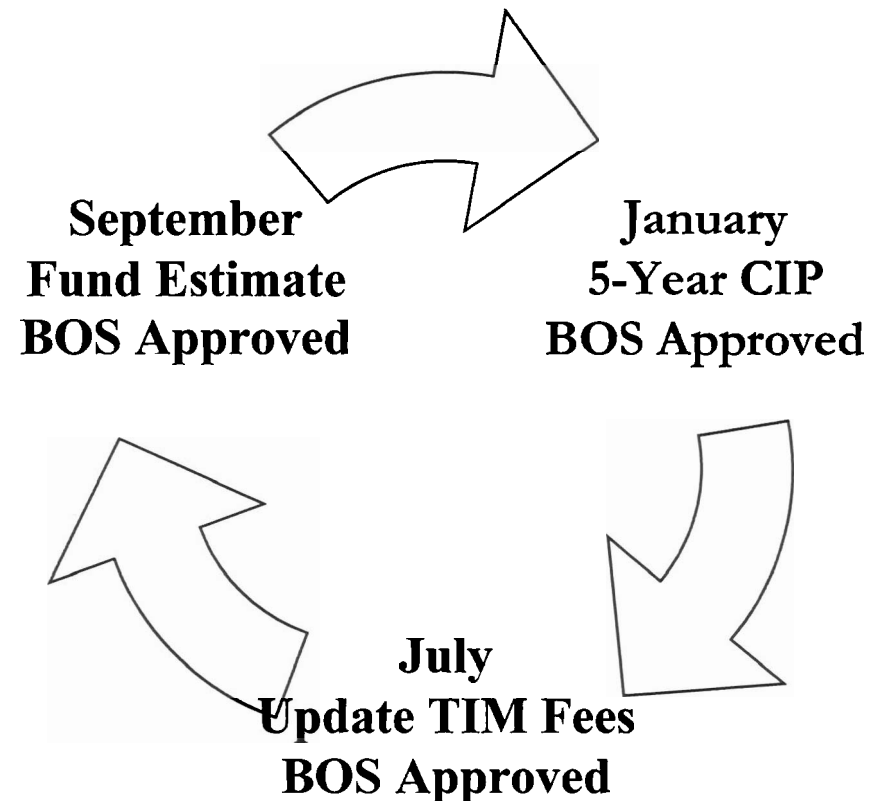 September
Fund Estimate
BOS Approved
January
5-Year CIP
BOS Approved
July
Update TIM Fees
BOS Approved